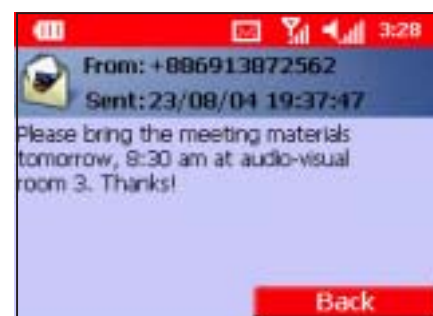 3:28
From: +886913872562
Sent: 23/08/04 19:37:47
Please bring the meeting materials
tomorrow, 8:30 am at audio-visual
room 3. Thanks!
Back